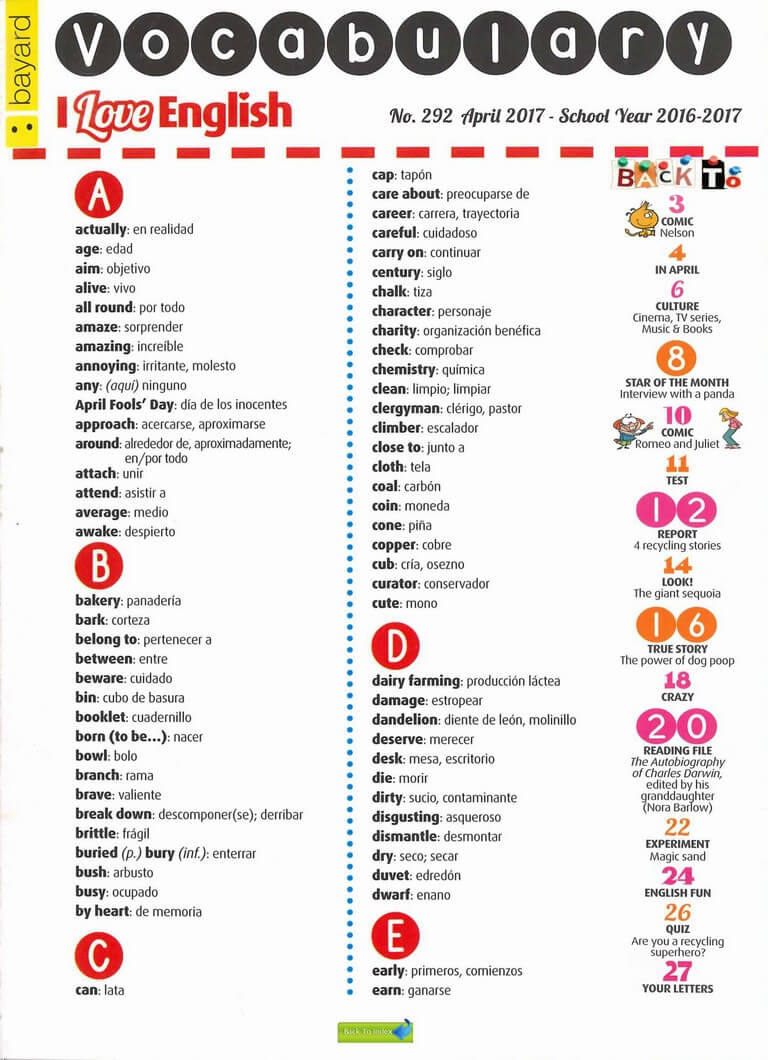 bayard
Vocabulary
I Love English
No. 292 April 2017 - School Year 2016-2017
A
actually: en realidad
age: edad
aim: objetivo
alive: vivo
all round: por todo
amaze: sorprender
amazing: increíble
annoying: irritante, molesto
any: (aquí) ninguno
April Fools’ Day: día de los inocentes
approach: acercarse, aproximarse
around: alrededor de, aproximadamente;
en/por todo
attach: unir
attend: asistir a
average: medio
awake: despierto
B
bakery: panadería
bark: corteza
belong to: pertenecer a
between: entre
beware: cuidado
bin: cubo de basura
booklet: cuadernillo
born (to be...): nacer
bowl: bolo
branch: rama
brave: valiente
break down: descomponer(se); derribar
brittle: frágil
buried (p.) bury (inf.): enterrar
bush: arbusto
busy: ocupado
by heart: de memoria
C
can: lata
cap: tapón
care about: preocuparse de
career: carrera, trayectoria
careful: cuidadoso
carry on: continuar
century: siglo
chalk: tiza
character: personaje
charity: organización benéfica
check: comprobar
chemistry: química
clean: limpio; limpiar
clergyman: clérigo, pastor
climber: escalador
close to: junto a
cloth: tela
coal: carbón
coin: moneda
cone: piña
copper: cobre
cub: cría, osezno
curator: conservador
cute: mono
D
dairy farming: producción láctea
damage: estropear
dandelion: diente de león, molinillo
deserve: merecer
desk: mesa, escritorio
die: morir
dirty: sucio, contaminante
disgusting: asqueroso
dismantle: desmontar
dry: seco; secar
duvet: edredón
dwarf: enano
E
early: primeros, comienzos
earn: ganarse
BACK To
3
COMIC
Nelson
4
IN APRIL
6
CULTURE
Cinema, TV series,
Music & Books
8
STAR OF THE MONTH
Interview with a panda
10
COMIC
Romeo and Juliet
11
TEST
12
REPORT
4 recycling stories
14
LOOK!
The giant sequoia
16
TRUE STORY
The power of dog poop
18
CRAZY
20
READING FILE
The Autobiography
of Charles Darwin,
edited by his
granddaughter
(Nora Barlow)
22
EXPERIMENT
Magic sand
24
ENGLISH FUN
26
QUIZ
Are you a recycling
superhero?
27
YOUR LETTERS
Back To Index